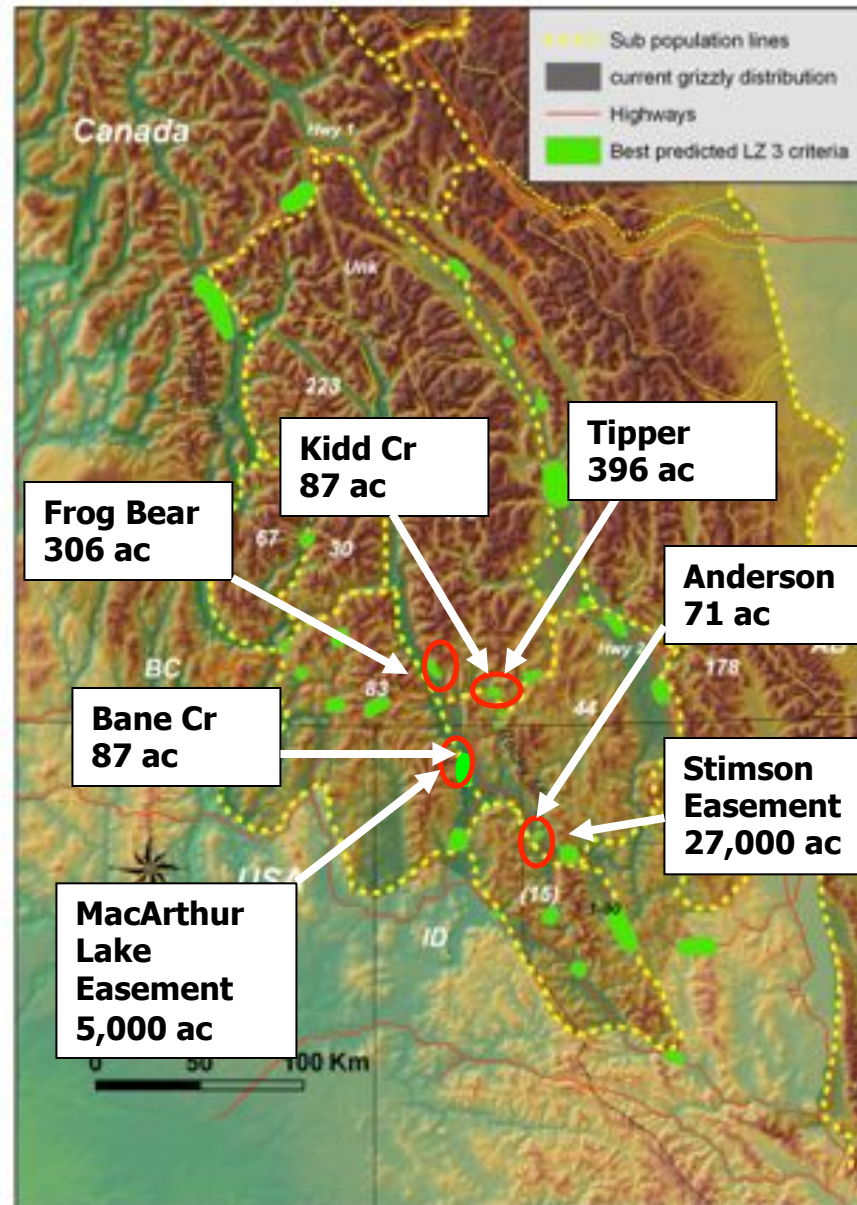 Sub population lines
current grizzly distribution
Highways
Best predicted LZ 3 criteria
Canada
Hwy 1
Unk
223
Kidd Cr
87 ac
Tipper
396 ac
Frog Bear
306 ac
67
30
Anderson
71 ac
Hwy
178
BC
83
44
Bane Cr
87 ac
Stimson
Easement
27,000 ac
USA
(15)
MacArthur
Lake
Easement
5,000 ac
ID
0 50 100 Km